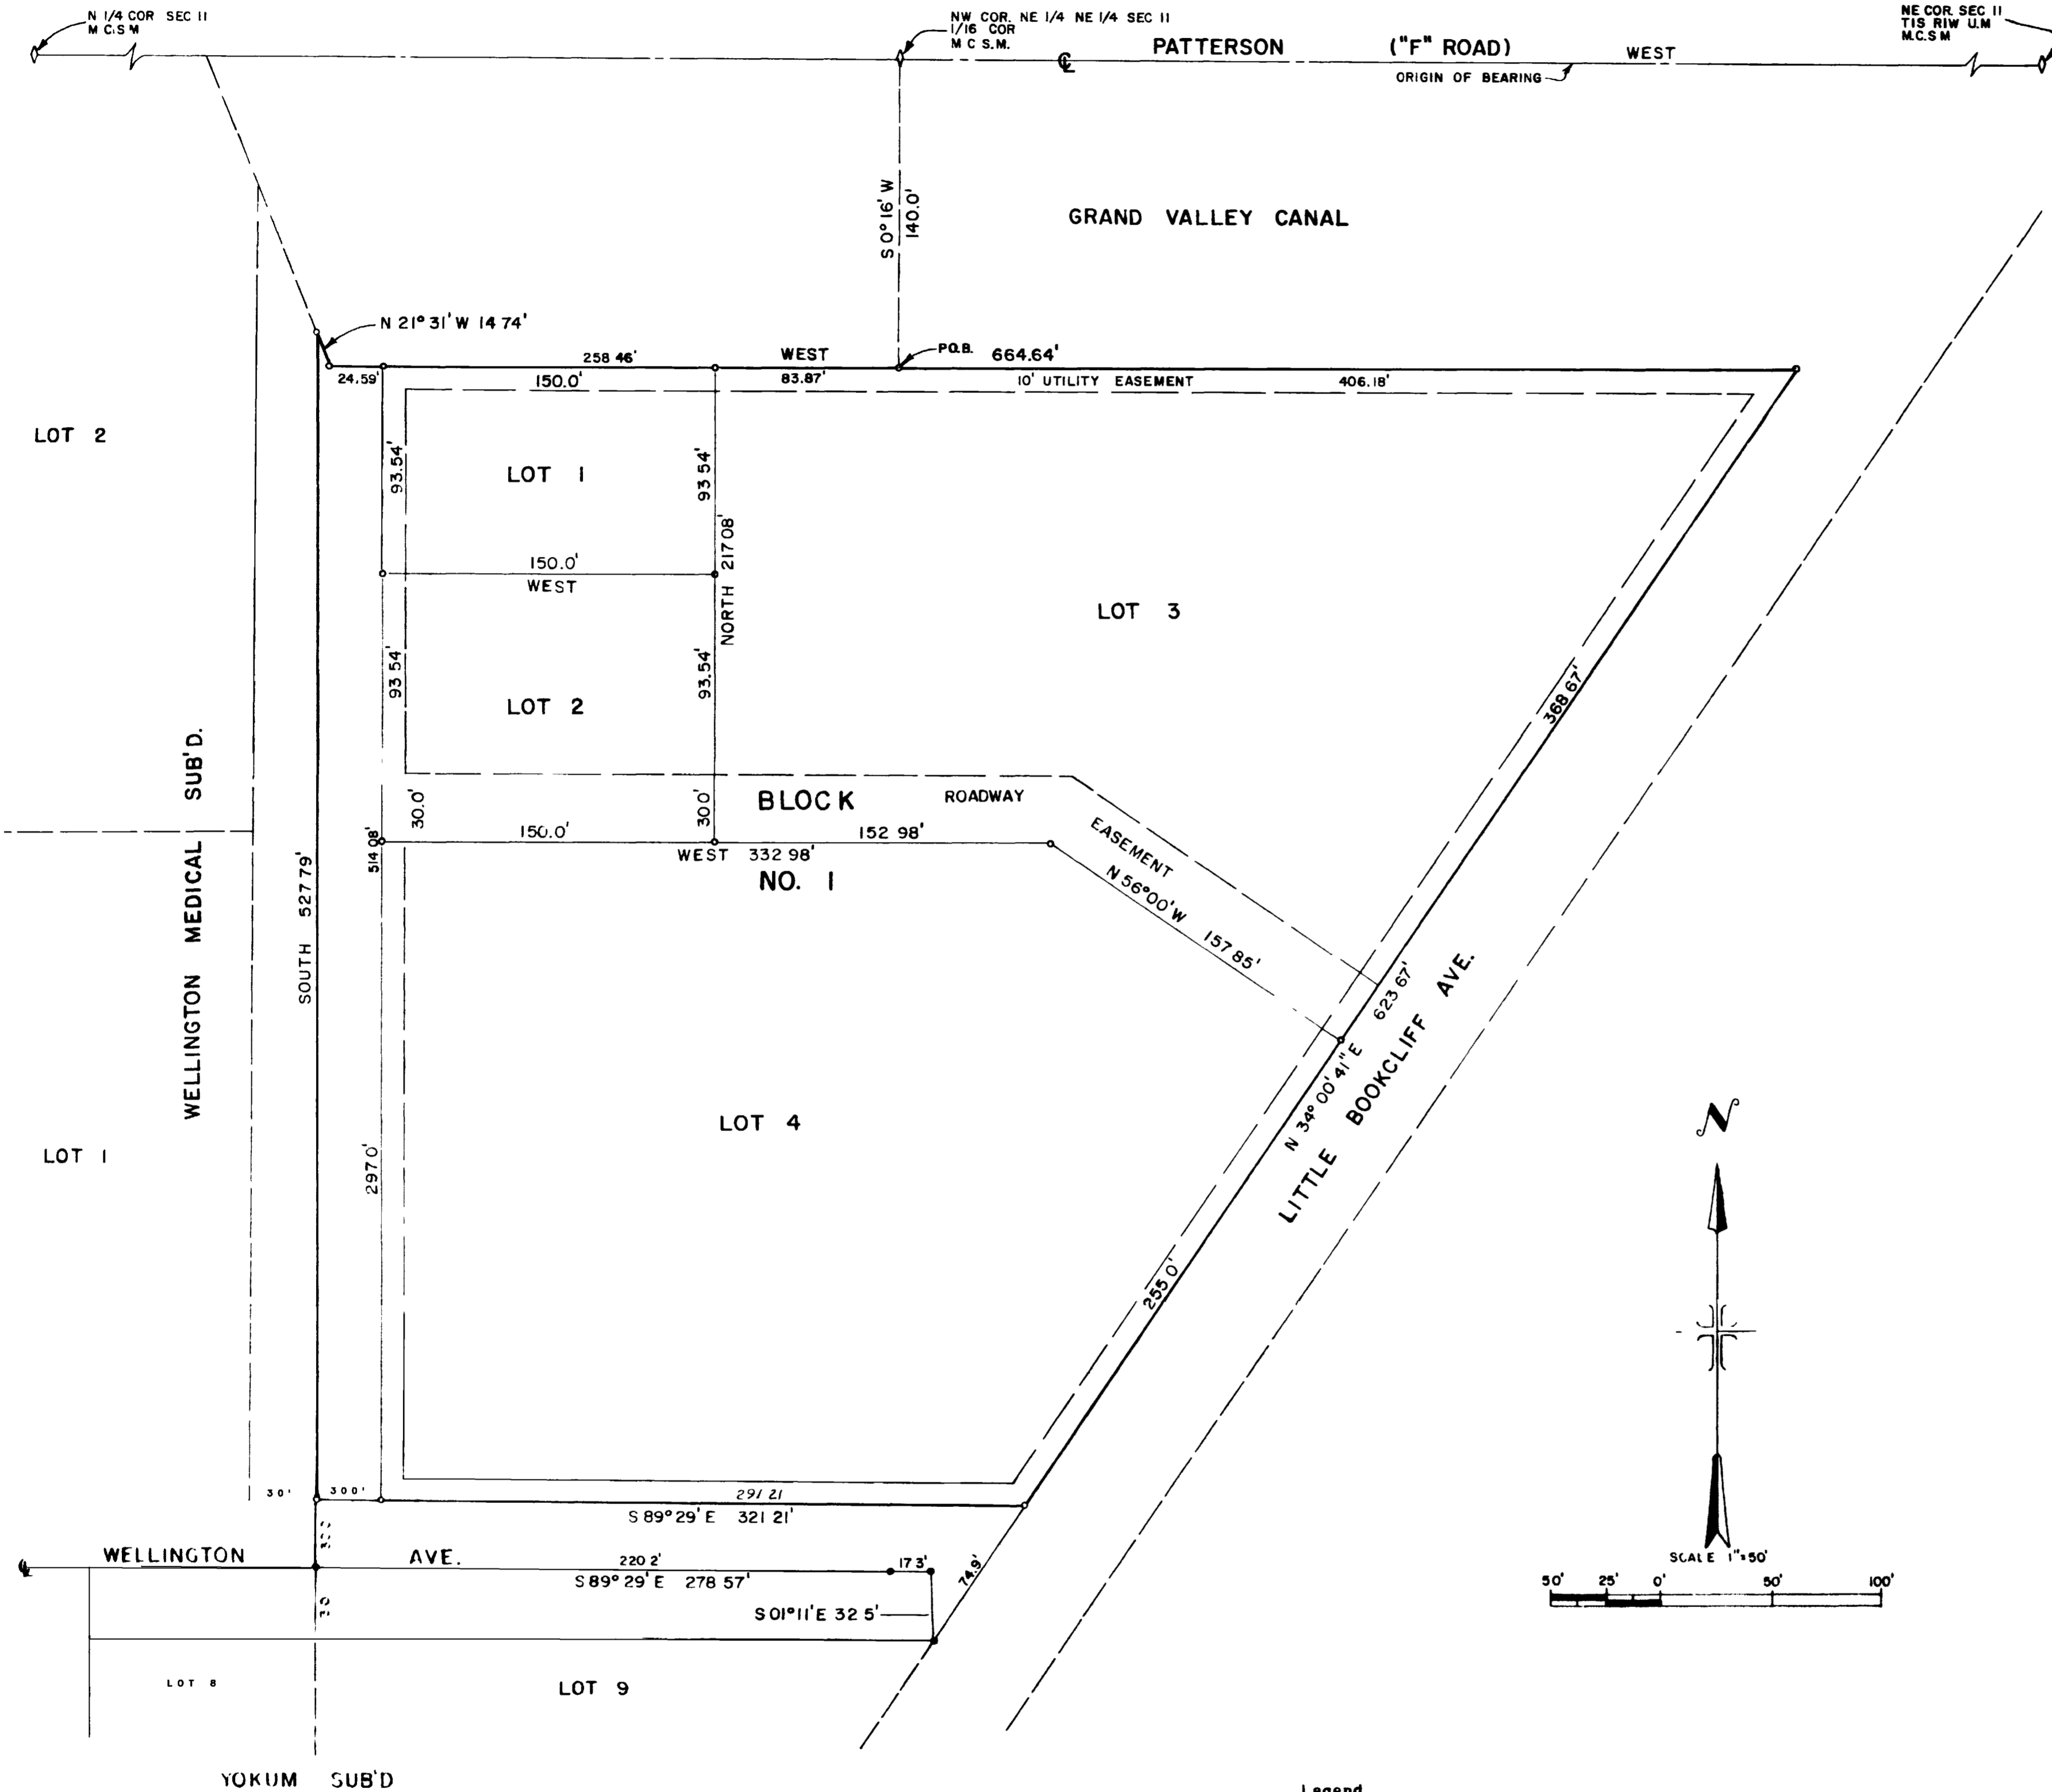 N 1/4 COR SEC 11
M C.S M
NW COR. NE 1/4 NE 1/4 SEC 11
1/16 COR
M C S.M.
NE COR. SEC 11
T1S R1W U.M
M.C.S M
PATTERSON ("F" ROAD)
WEST
ORIGIN OF BEARING
S 0° 16' W
140.0'
GRAND VALLEY CANAL
N 21° 31' W 14 74'
258 46'
WEST
P.O.B.
664.64'
24.59'
150.0'
83.87'
10' UTILITY EASEMENT
406.18'
LOT 2
93.54'
LOT 1
93 54'
NORTH 217 08'
150.0'
WEST
LOT 3
93 54'
93.54'
LOT 2
368 67'
WELLINGTON MEDICAL SUB'D.
SOUTH 527 79'
BLOCK
ROADWAY
30.0'
30 0'
150.0'
152 98'
514 08'
WEST 332 98'
NO. 1
EASEMENT
N 56°00' W 157 85'
623 67'
N 34° 00' 41" E
LITTLE BOOKCLIFF AVE.
LOT 4
LOT 1
297 0'
255 0'
N
30'
30 0'
291 21
S 89° 29' E 321 21'
WELLINGTON AVE.
220 2'
17 3'
S 89° 29' E 278 57'
74.9'
30
S 01° 11' E 32 5'
SCALE 1"=50'
50' 25' 0' 50' 100'
LOT 8
LOT 9
YOKUM SUB'D
Legend